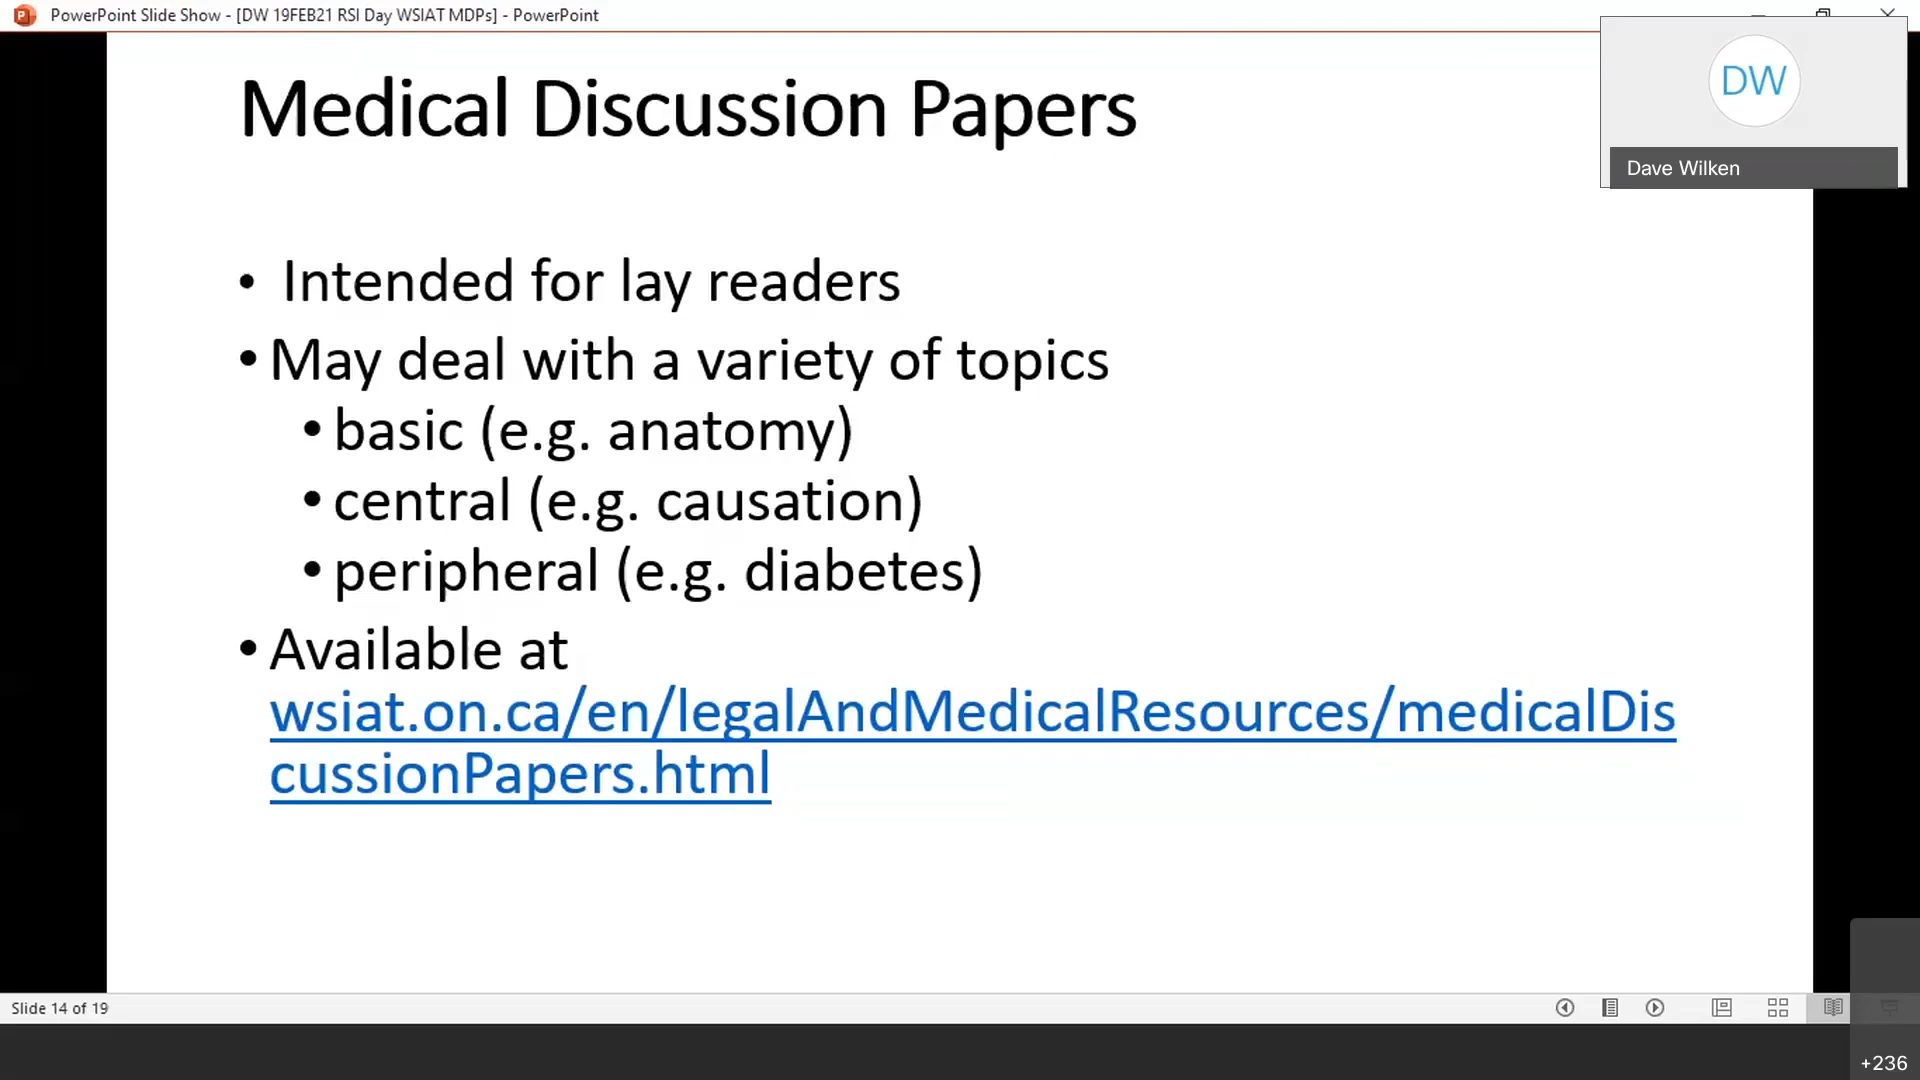 PowerPoint Slide Show - [DW 19FEB21 RSI Day WSIAT MDPs] - PowerPoint
DW
Dave Wilken
Medical Discussion Papers
• Intended for lay readers
• May deal with a variety of topics
• basic (e.g. anatomy)
• central (e.g. causation)
• peripheral (e.g. diabetes)
• Available at
wsiat.on.ca/en/legalAndMedicalResources/medicalDis
cussionPapers.html
Slide 14 of 19
+236